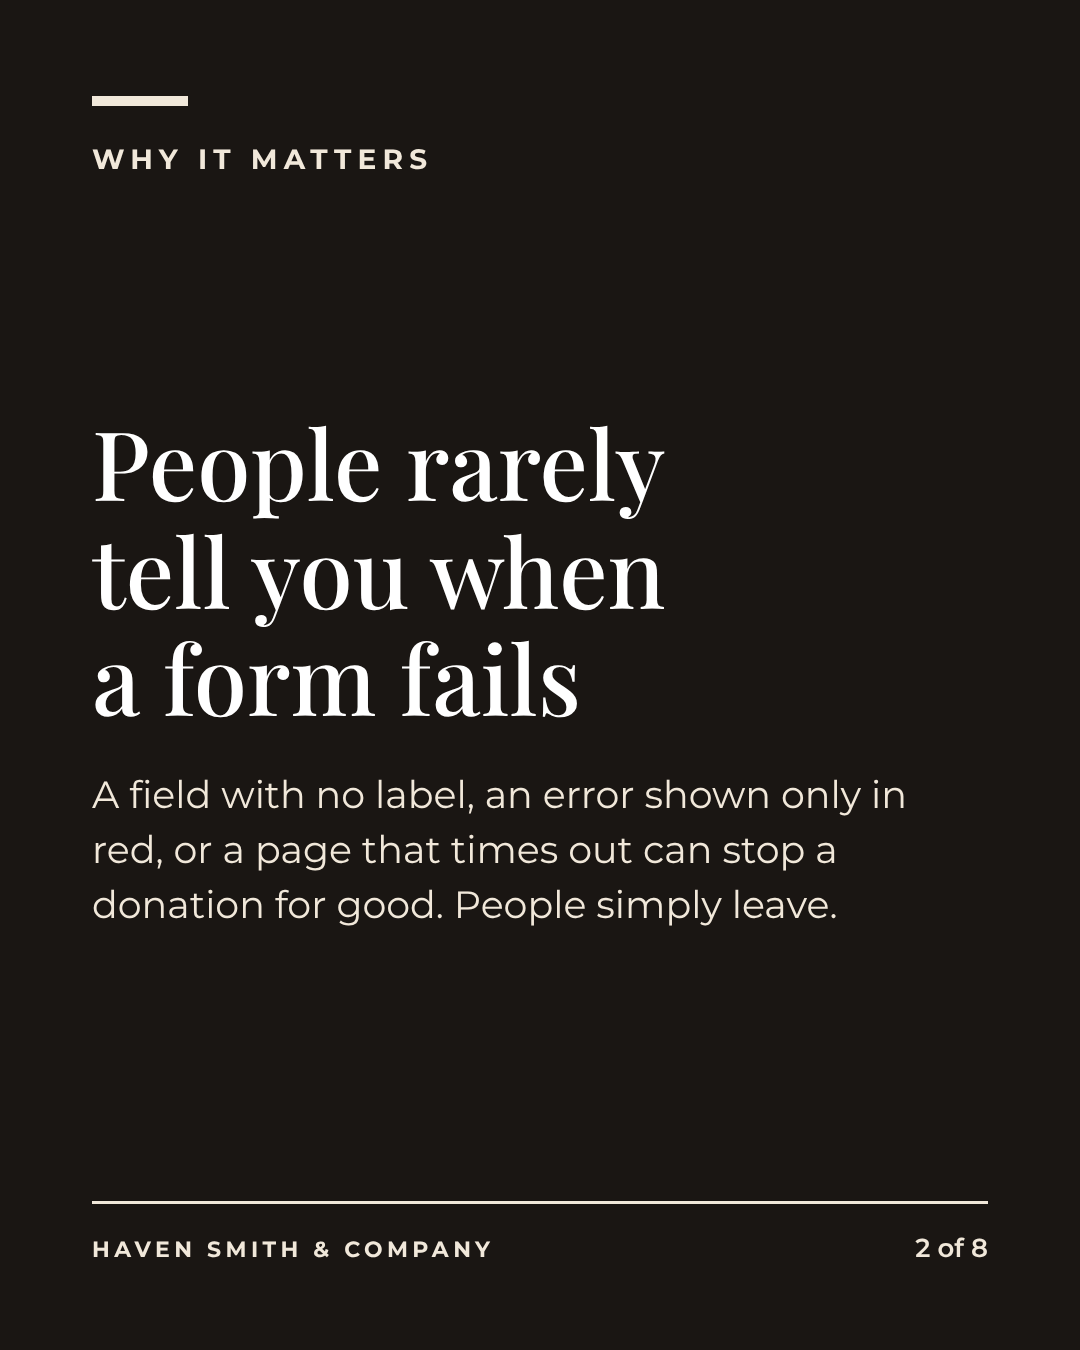 WHY IT MATTERS
People rarely
tell you when
a form fails
A field with no label, an error shown only in
red, or a page that times out can stop a
donation for good. People simply leave.
HAVEN SMITH & COMPANY
2 of 8